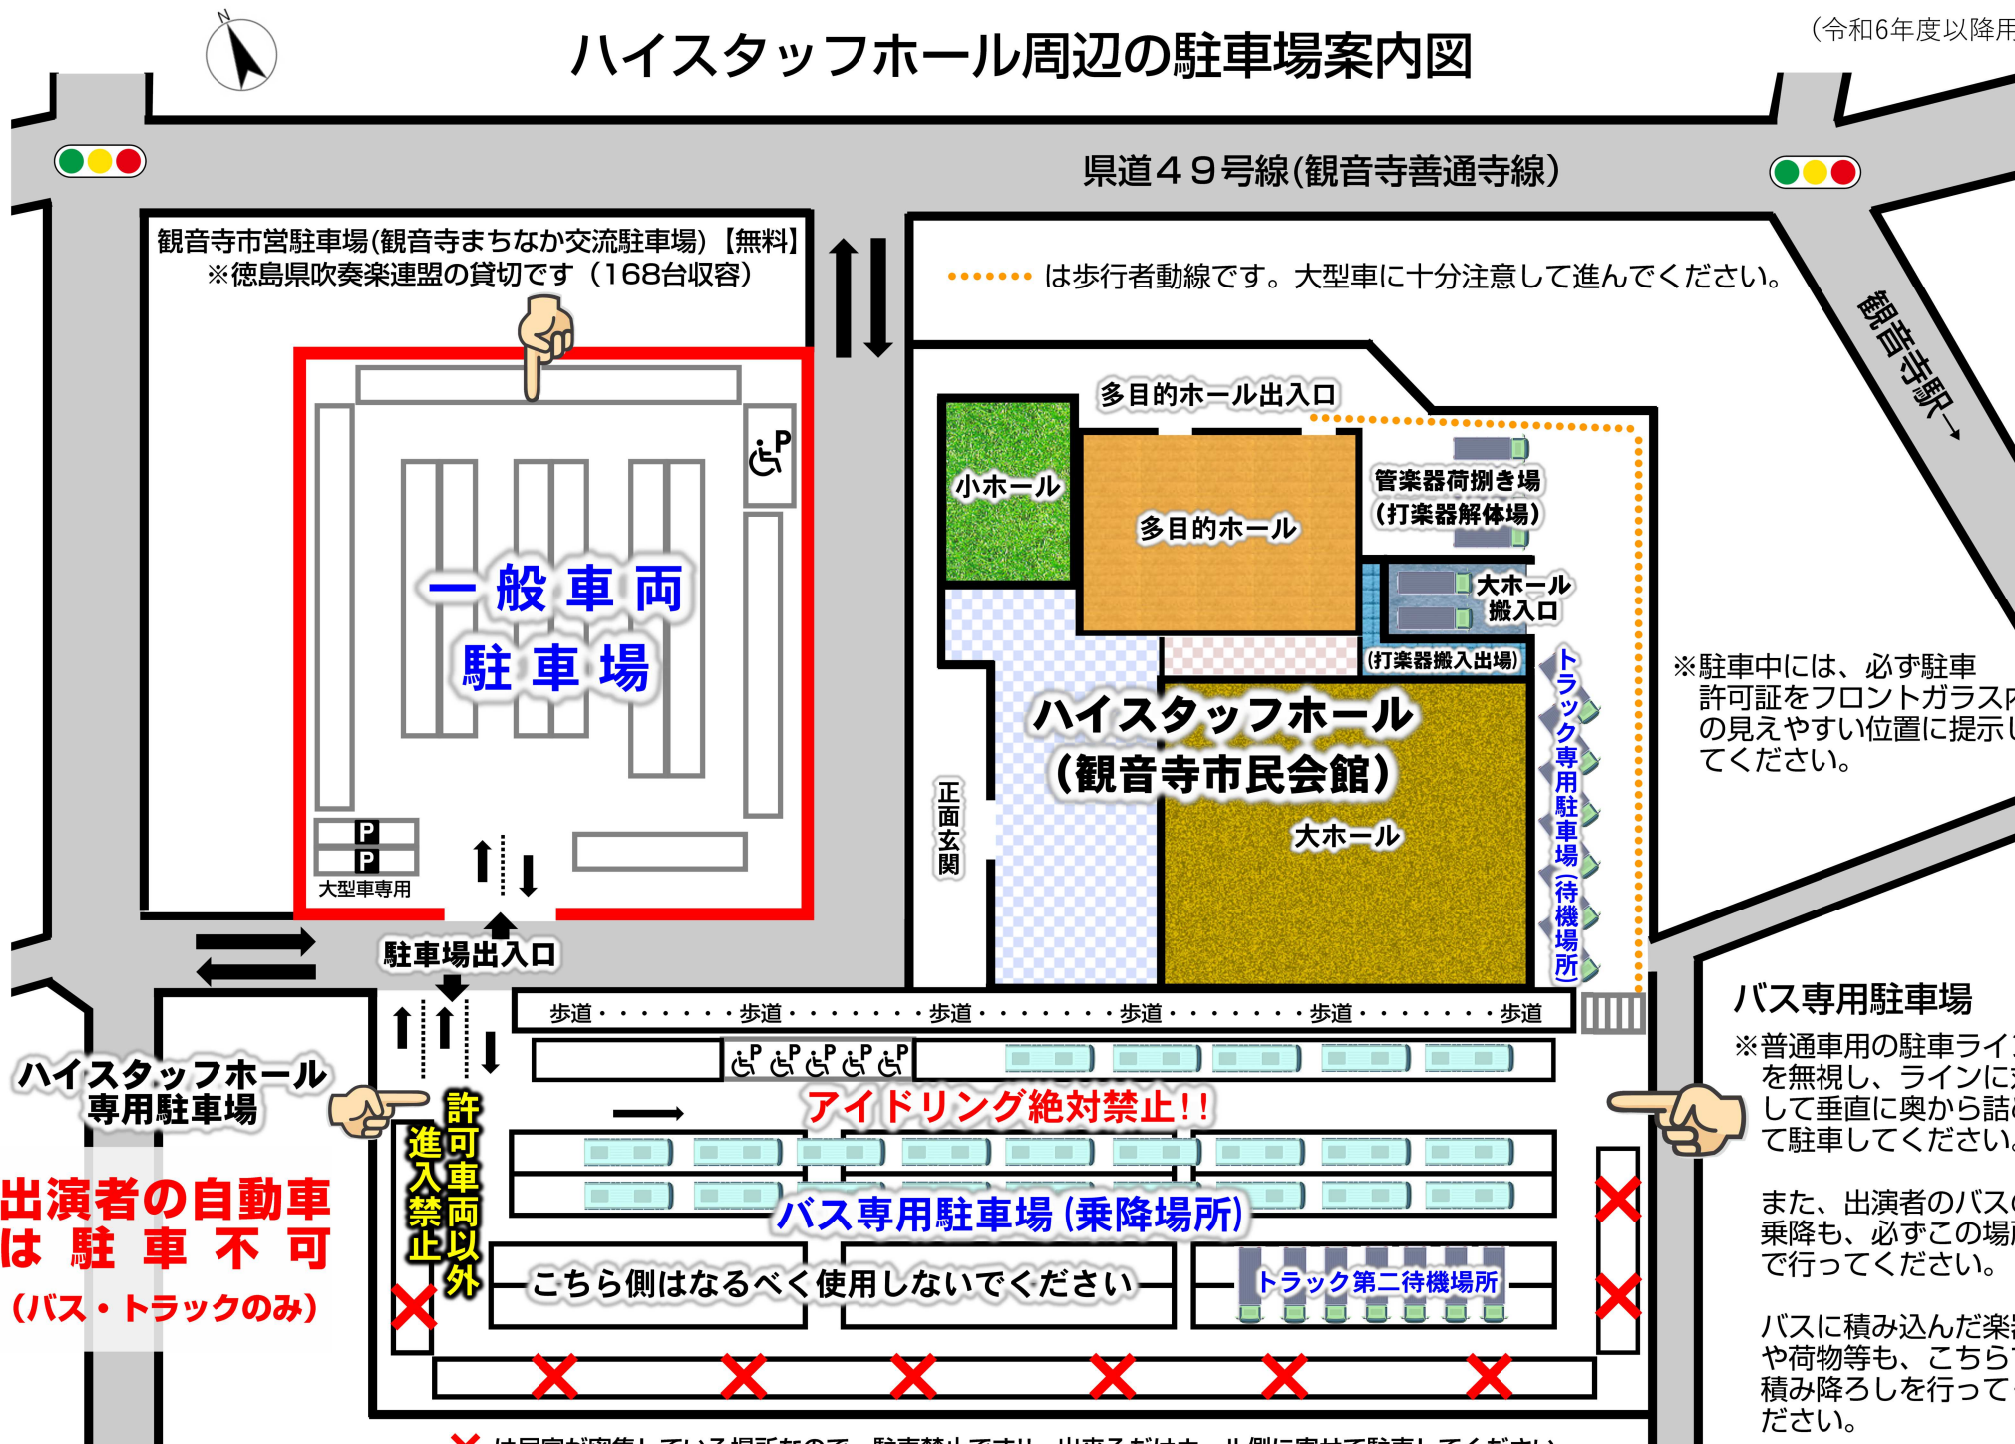 N
ハイスタッフホール周辺の駐車場案内図
（令和6年度以降用
県道４９号線(観音寺善通寺線）
観音寺市営駐車場(観音寺まちなか交流駐車場)【無料】
※徳島県吹奏楽連盟の貸切です（168台収容）
･･･････は歩行者動線です。大型車に十分注意して進んでください。
観音寺駅→
多目的ホール出入口
P
小ホール
多目的ホール
管楽器荷捌き場
（打楽器解体場）
大ホール
搬入口
(打楽器搬入出場)
一般車両
駐車場
トラック専用駐車場（待機場所）
※駐車中には、必ず駐車
許可証をフロントガラス内
の見えやすい位置に提示し
てください。
ハイスタッフホール
（観音寺市民会館）
正面玄関
大ホール
P
P
大型車専用
駐車場出入口
歩道・・・・・・・歩道・・・・・・・歩道・・・・・・・歩道・・・・・・・歩道・・・・・・・歩道
P P P P P
ハイスタッフホール
専用駐車場
アイドリング絶対禁止!!
許可車両以外
進入禁止
出演者の自動車
は駐車不可
（バス・トラックのみ）
バス専用駐車場(乗降場所)
こちら側はなるべく使用しないでください
トラック第二待機場所
バス専用駐車場
※普通車用の駐車ライン
を無視し、ラインに対
して垂直に奥から詰め
て駐車してください。
また、出演者のバスの
乗降も、必ずこの場所
で行ってください。
バスに積み込んだ楽器
や荷物等も、こちらで
積み降ろしを行ってく
ださい。